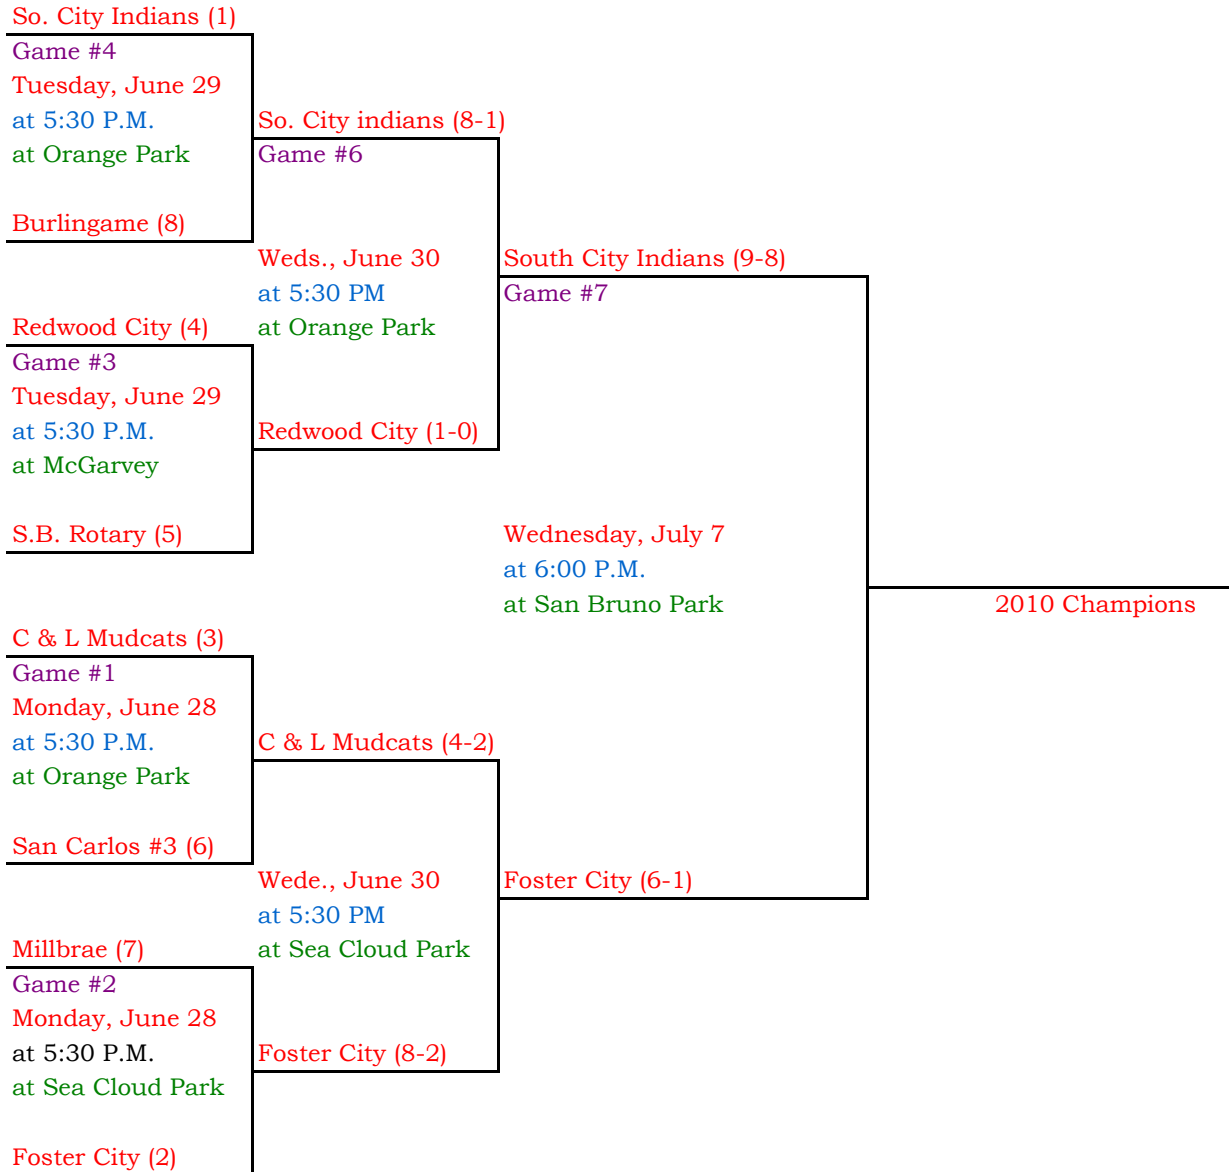 So. City Indians (1)
Game #4
Tuesday, June 29
at 5:30 P.M.
at Orange Park
Burlingame (8)
So. City indians (8-1)
Game #6
Weds., June 30
at 5:30 PM
at Orange Park
Redwood City (4)
Game #3
Tuesday, June 29
at 5:30 P.M.
at McGarvey
S.B. Rotary (5)
Redwood City (1-0)
South City Indians (9-8)
Game #7
Wednesday, July 7
at 6:00 P.M.
at San Bruno Park
2010 Champions
C & L Mudcats (3)
Game #1
Monday, June 28
at 5:30 P.M.
at Orange Park
San Carlos #3 (6)
C & L Mudcats (4-2)
Wede., June 30
at 5:30 PM
at Sea Cloud Park
Foster City (6-1)
Millbrae (7)
Game #2
Monday, June 28
at 5:30 P.M.
at Sea Cloud Park
Foster City (2)
Foster City (8-2)